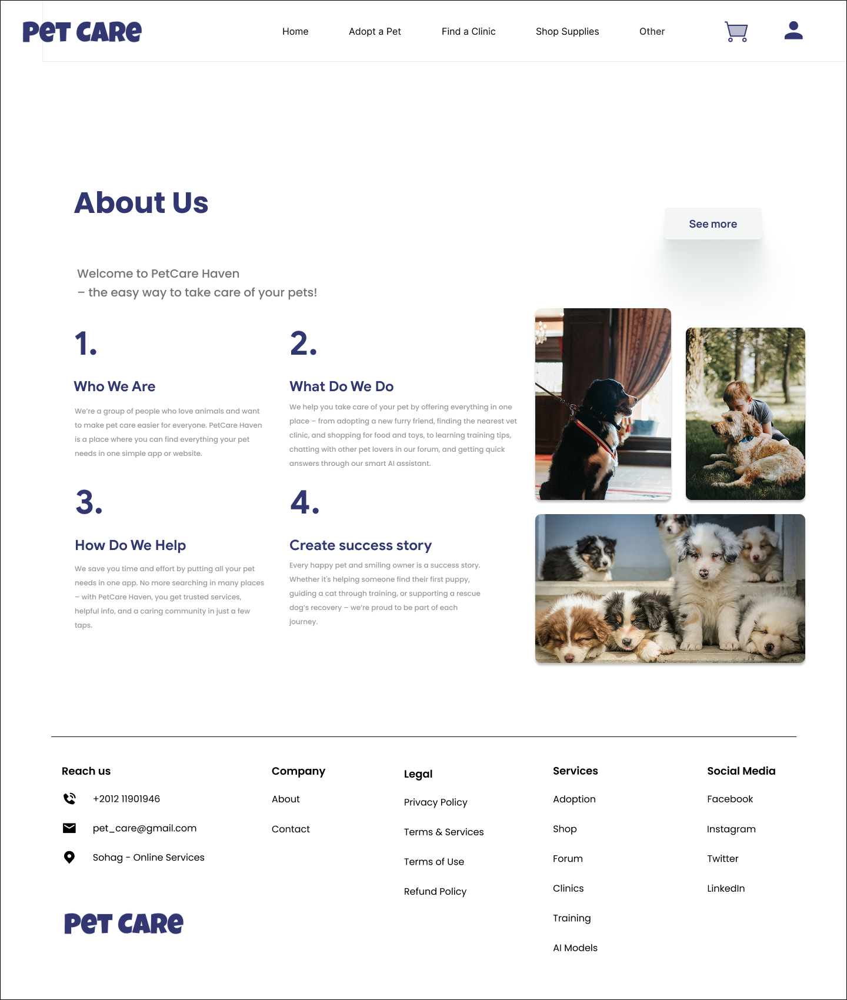 Pet Care
Home
Adopt a Pet
Find a Clinic
Shop Supplies
Other
About Us
See more
Welcome to PetCare Haven
– the easy way to take care of your pets!
1.
Who We Are
We’re a group of people who love animals and want
to make pet care easier for everyone. PetCare Haven
is a place where you can find everything your pet
needs in one simple app or website.
2.
What Do We Do
We help you take care of your pet by offering everything in one
place – from adopting a new furry friend, finding the nearest vet
clinic, and shopping for food and toys, to learning training tips,
chatting with other pet lovers in our forum, and getting quick
answers through our smart AI assistant.
3.
How Do We Help
We save you time and effort by putting all your pet
needs in one app. No more searching in many places
– with PetCare Haven, you get trusted services,
helpful info, and a caring community in just a few
taps.
4.
Create success story
Every happy pet and smiling owner is a success story.
Whether it's helping someone find their first puppy,
guiding a cat through training, or supporting a rescue
dog’s recovery – we’re proud to be part of each
journey.
Reach us
+2012 11901946
pet_care@gmail.com
Sohag - Online Services
Pet Care
Company
About
Contact
Legal
Privacy Policy
Terms & Services
Terms of Use
Refund Policy
Services
Adoption
Shop
Forum
Clinics
Training
AI Models
Social Media
Facebook
Instagram
Twitter
LinkedIn